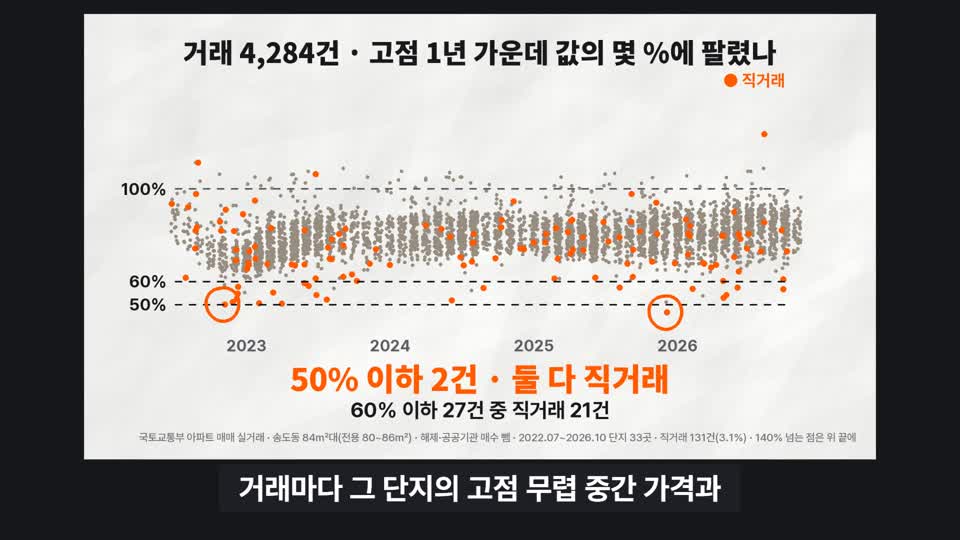 거래 4,284건 · 고점 1년 가운데 값의 몇 %에 팔렸나
직거래
100%
60%
50%
2023 2024 2025 2026
50% 이하 2건 · 둘 다 직거래
60% 이하 27건 중 직거래 21건
국토교통부 아파트 매매 실거래 · 송도동 84m²대(전용 80~86m²) · 해제·공공기관 매수 뺌 · 2022.07~2026.10 단지 33곳 · 직거래 131건(3.1%) · 140% 넘는 점은 위 끝에
거래마다 그 단지의 고점 무렵 중간 가격과